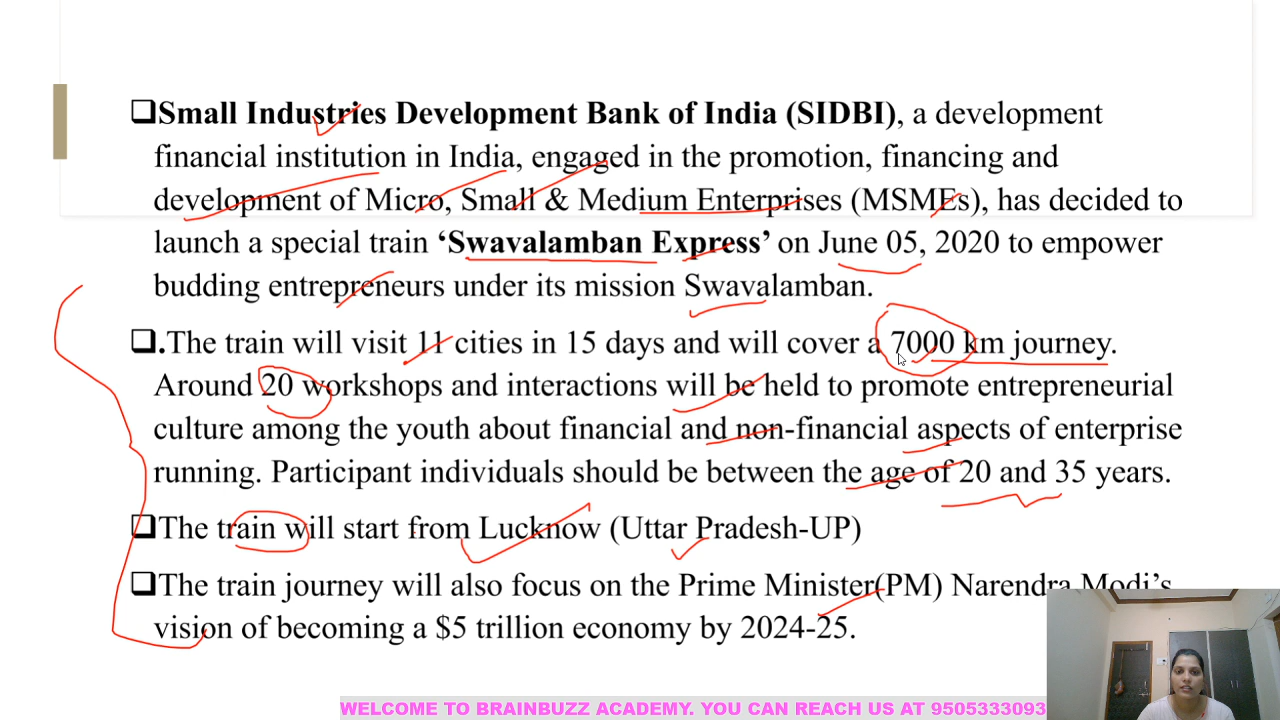 ❑Small Industries Development Bank of India (SIDBI), a development
financial institution in India, engaged in the promotion, financing and
development of Micro, Small & Medium Enterprises (MSMEs), has decided to
launch a special train ‘Swavalamban Express’ on June 05, 2020 to empower
budding entrepreneurs under its mission Swavalamban.
❑.The train will visit 11 cities in 15 days and will cover a 7000 km journey.
Around 20 workshops and interactions will be held to promote entrepreneurial
culture among the youth about financial and non-financial aspects of enterprise
running. Participant individuals should be between the age of 20 and 35 years.
❑The train will start from Lucknow (Uttar Pradesh-UP)
❑The train journey will also focus on the Prime Minister(PM) Narendra Modi’s
vision of becoming a $5 trillion economy by 2024-25.
WELCOME TO BRAINBUZZ ACADEMY. YOU CAN REACH US AT 9505333093